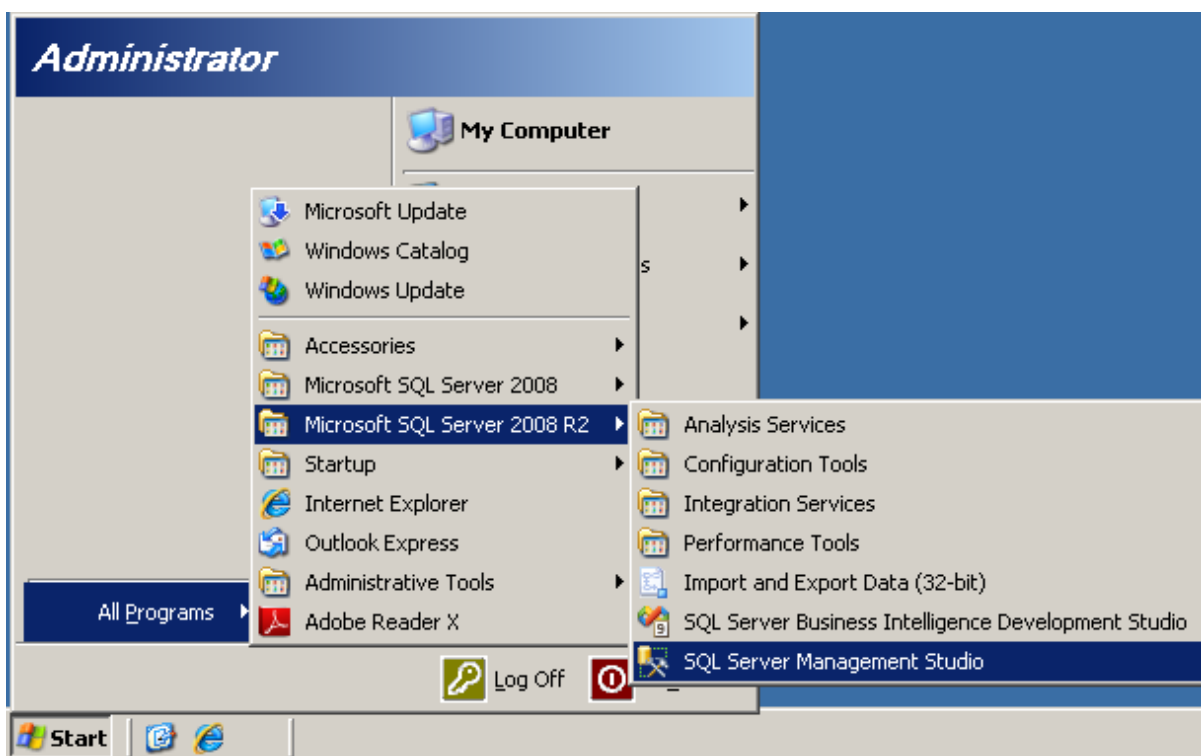 Administrator
My Computer
s
Microsoft Update
Windows Catalog
Windows Update
Accessories
Microsoft SQL Server 2008
Microsoft SQL Server 2008 R2
Startup
Internet Explorer
Outlook Express
Administrative Tools
Adobe Reader X
Analysis Services
Configuration Tools
Integration Services
Performance Tools
Import and Export Data (32-bit)
SQL Server Business Intelligence Development Studio
9
SQL Server Management Studio
All Programs
Log Off
Start